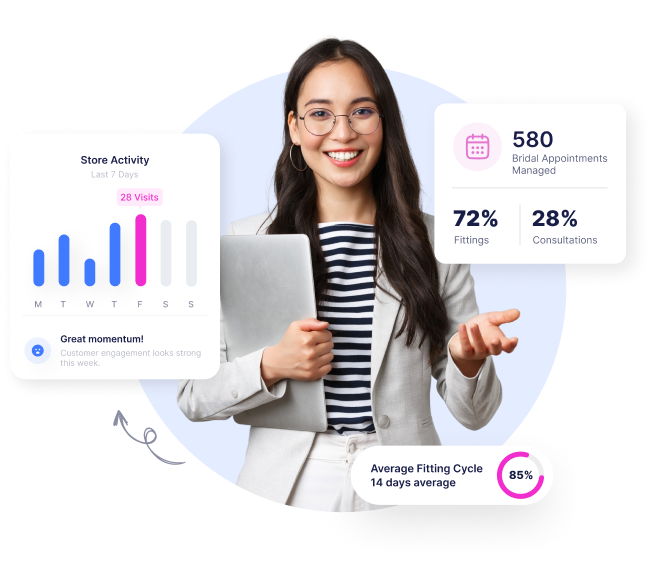 Store Activity
Last 7 Days
28 Visits
M T W T F S S
Great momentum!
Customer engagement looks strong
this week.
580
Bridal Appointments
Managed
72%
Fittings
28%
Consultations
Average Fitting Cycle
14 days average
85%